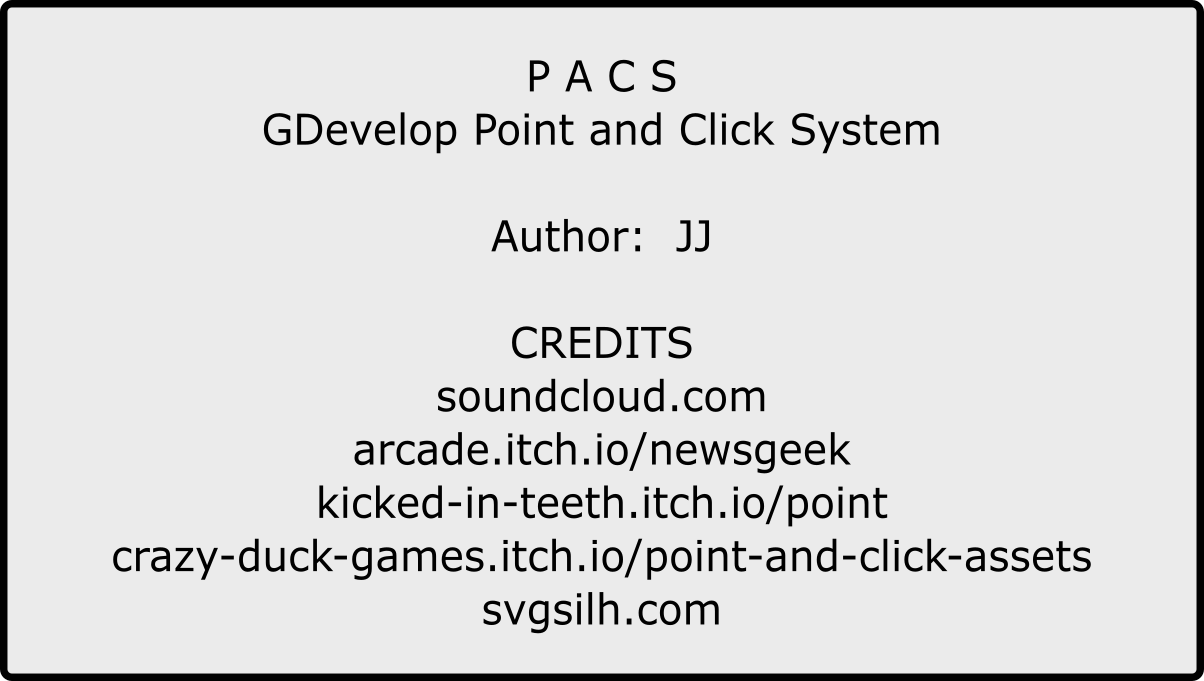 P A C S
GDevelop Point and Click System
Author: JJ
CREDITS
soundcloud.com
arcade.itch.io/newsgeek
kicked-in-teeth.itch.io/point
crazy-duck-games.itch.io/point-and-click-assets
svgsilh.com